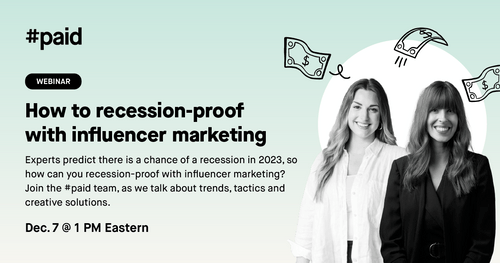 #paid
WEBINAR
How to recession-proof
with influencer marketing
Experts predict there is a chance of a recession in 2023, so
how can you recession-proof with influencer marketing?
Join the #paid team, as we talk about trends, tactics and
creative solutions.
Dec. 7 @ 1 PM Eastern
$
$
$